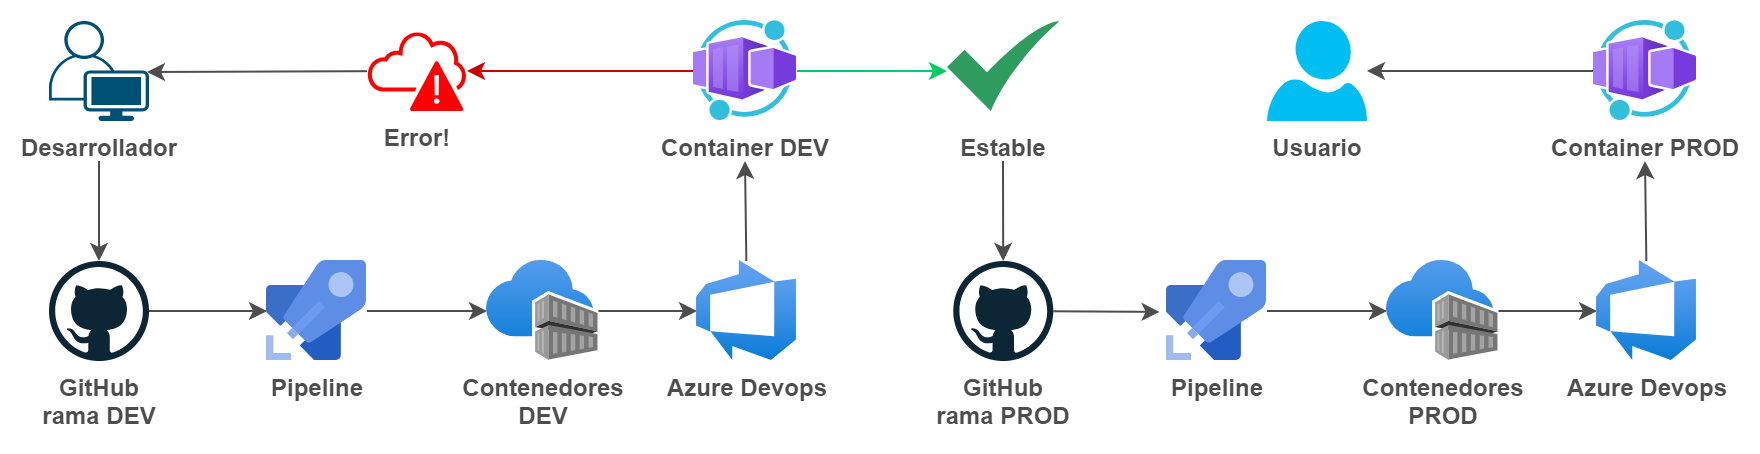 Desarrollador
Error!
Container DEV
Estable
Usuario
Container PROD
GitHub
rama DEV
Pipeline
Contenedores
DEV
Azure Devops
GitHub
rama PROD
Pipeline
Contenedores
PROD
Azure Devops